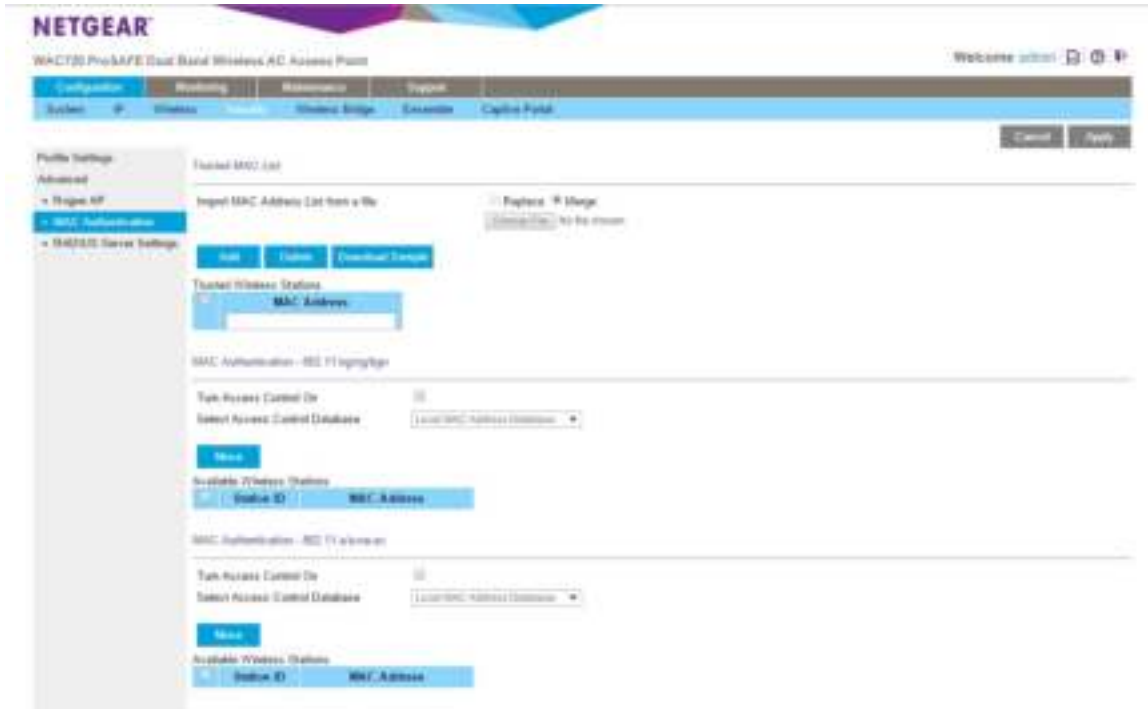 NETGEAR
WAC720 ProSAFE Dual Band Wireless AC Access Point
Welcome admin
Configuration Monitoring Maintenance Support
System IP Wireless Security Wireless Bridge Ensemble Captive Portal
Cancel Apply
Profile Settings
Advanced
Rogue AP
MAC Authentication
RADIUS Server Settings
Trusted MAC List
Import MAC Address List from a file
Replace Merge
Choose File No file chosen
Add Delete Download Sample
Trusted Wireless Stations
MAC Address
MAC Authentication - 802.11
Turn Access Control On
Select Access Control Database
Local MAC Address Database
Move
Available Wireless Stations
Station ID MAC Address
MAC Authentication - 802.11
Turn Access Control On
Select Access Control Database
Local MAC Address Database
Move
Available Wireless Stations
Station ID MAC Address